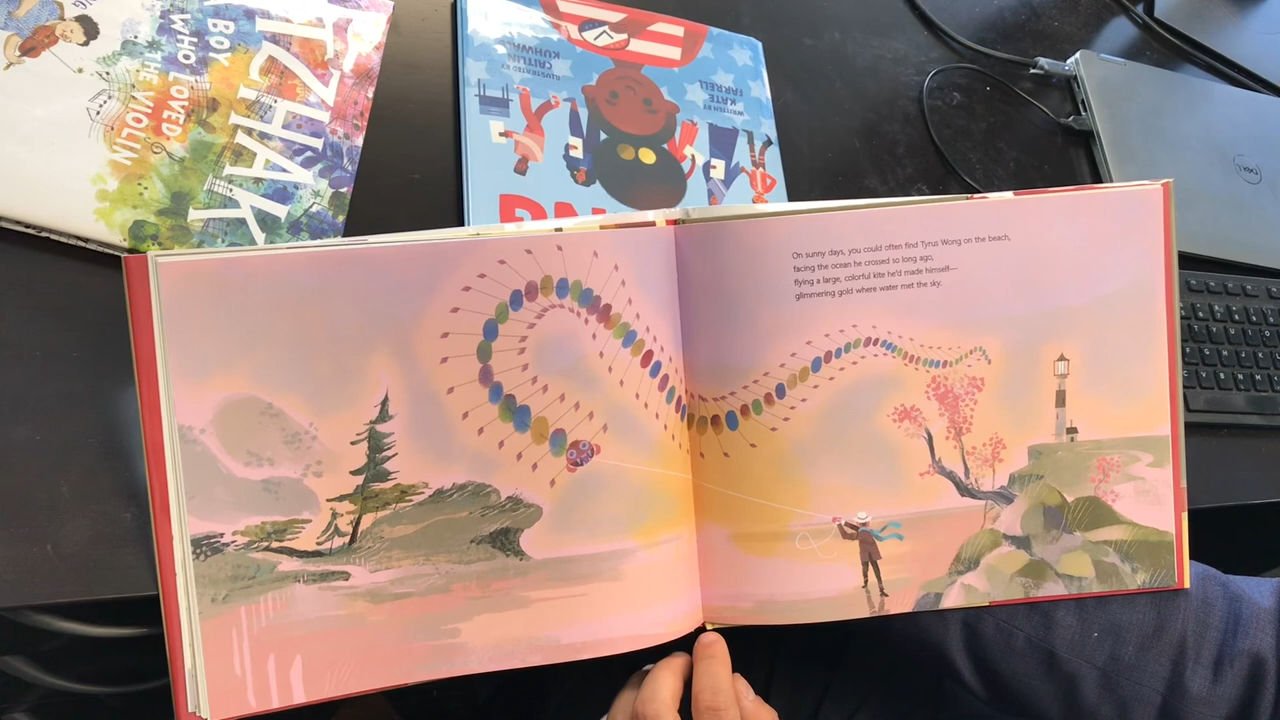 ITZHAK
A BOY
WHO LOVED
THE VIOLIN
WRITTEN BY
KATE
FARRELL
ILLUSTRATED BY
CAITLIN
On sunny days, you could often find Tyrus Wong on the beach,
facing the ocean he crossed so long ago,
flying a large, colorful kite he'd made himself—
glimmering gold where water met the sky.
DELL